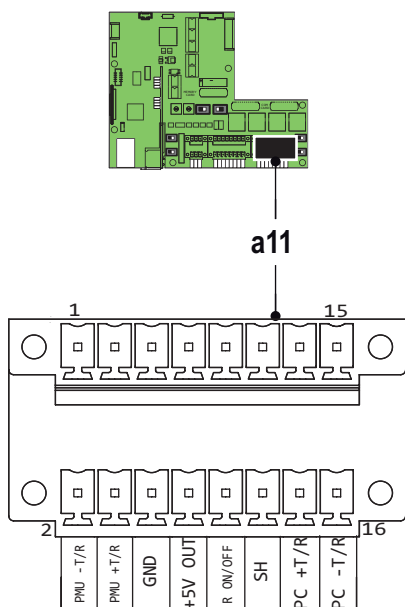 a11
1
15
2
16
PMU -T/R
PMU +T/R
GND
+5V OUT
R ON/OFF
SH
PC +T/R
PC -T/R